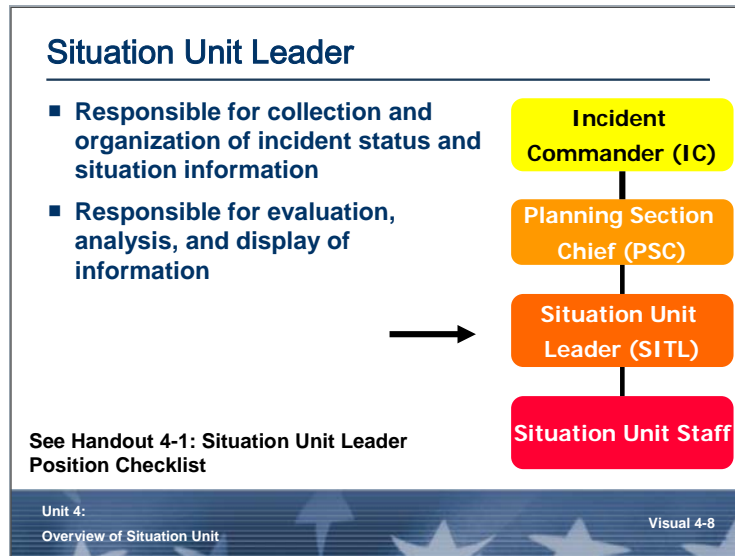 Situation Unit Leader
Responsible for collection and
organization of incident status and
situation information
Responsible for evaluation,
analysis, and display of
information
Incident
Commander (IC)
Planning Section
Chief (PSC)
Situation Unit
Leader (SITL)
Situation Unit Staff
See Handout 4-1: Situation Unit Leader
Position Checklist
Unit 4:
Overview of Situation Unit
Visual 4-8